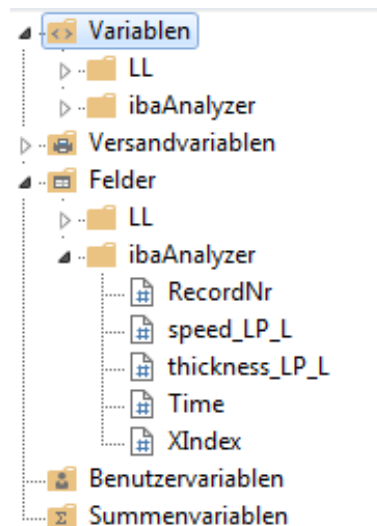 Variablen
LL
ibaAnalyzer
Versandvariablen
Felder
LL
ibaAnalyzer
RecordNr
speed_LP_L
thickness_LP_L
Time
XIndex
Benutzervariablen
Summenvariablen